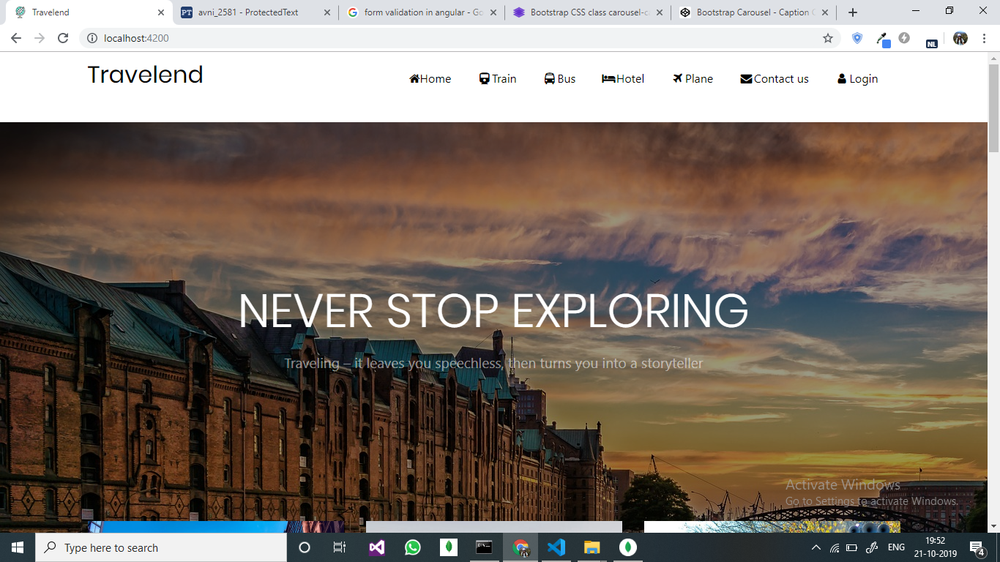 Travelend
avni_2581 - ProtectedText
form validation in angular - Go
Bootstrap CSS class carousel-c
Bootstrap Carousel - Caption
localhost:4200
NL
Travelend
Home
Train
Bus
Hotel
Plane
Contact us
Login
NEVER STOP EXPLORING
Traveling – it leaves you speechless, then turns you into a storyteller
Activate Windows
Go to Settings to activate Windows.
Type here to search
ENG
19:52
21-10-2019
4